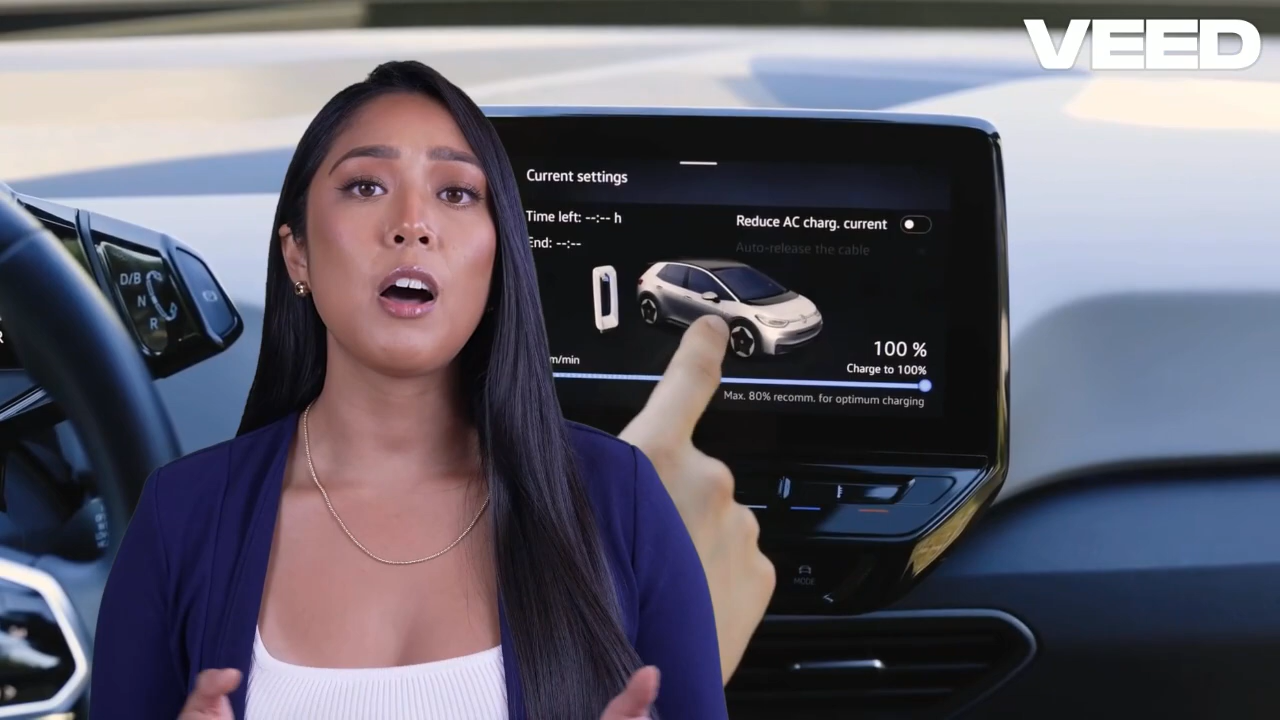 VEED
Current settings
Time left: --:-- h
Reduce AC charg. current
End: --:--
Auto-release the cable
D/B
N
R
100 %
m/min
Charge to 100%
Max. 80% recomm. for optimum charging
MODE